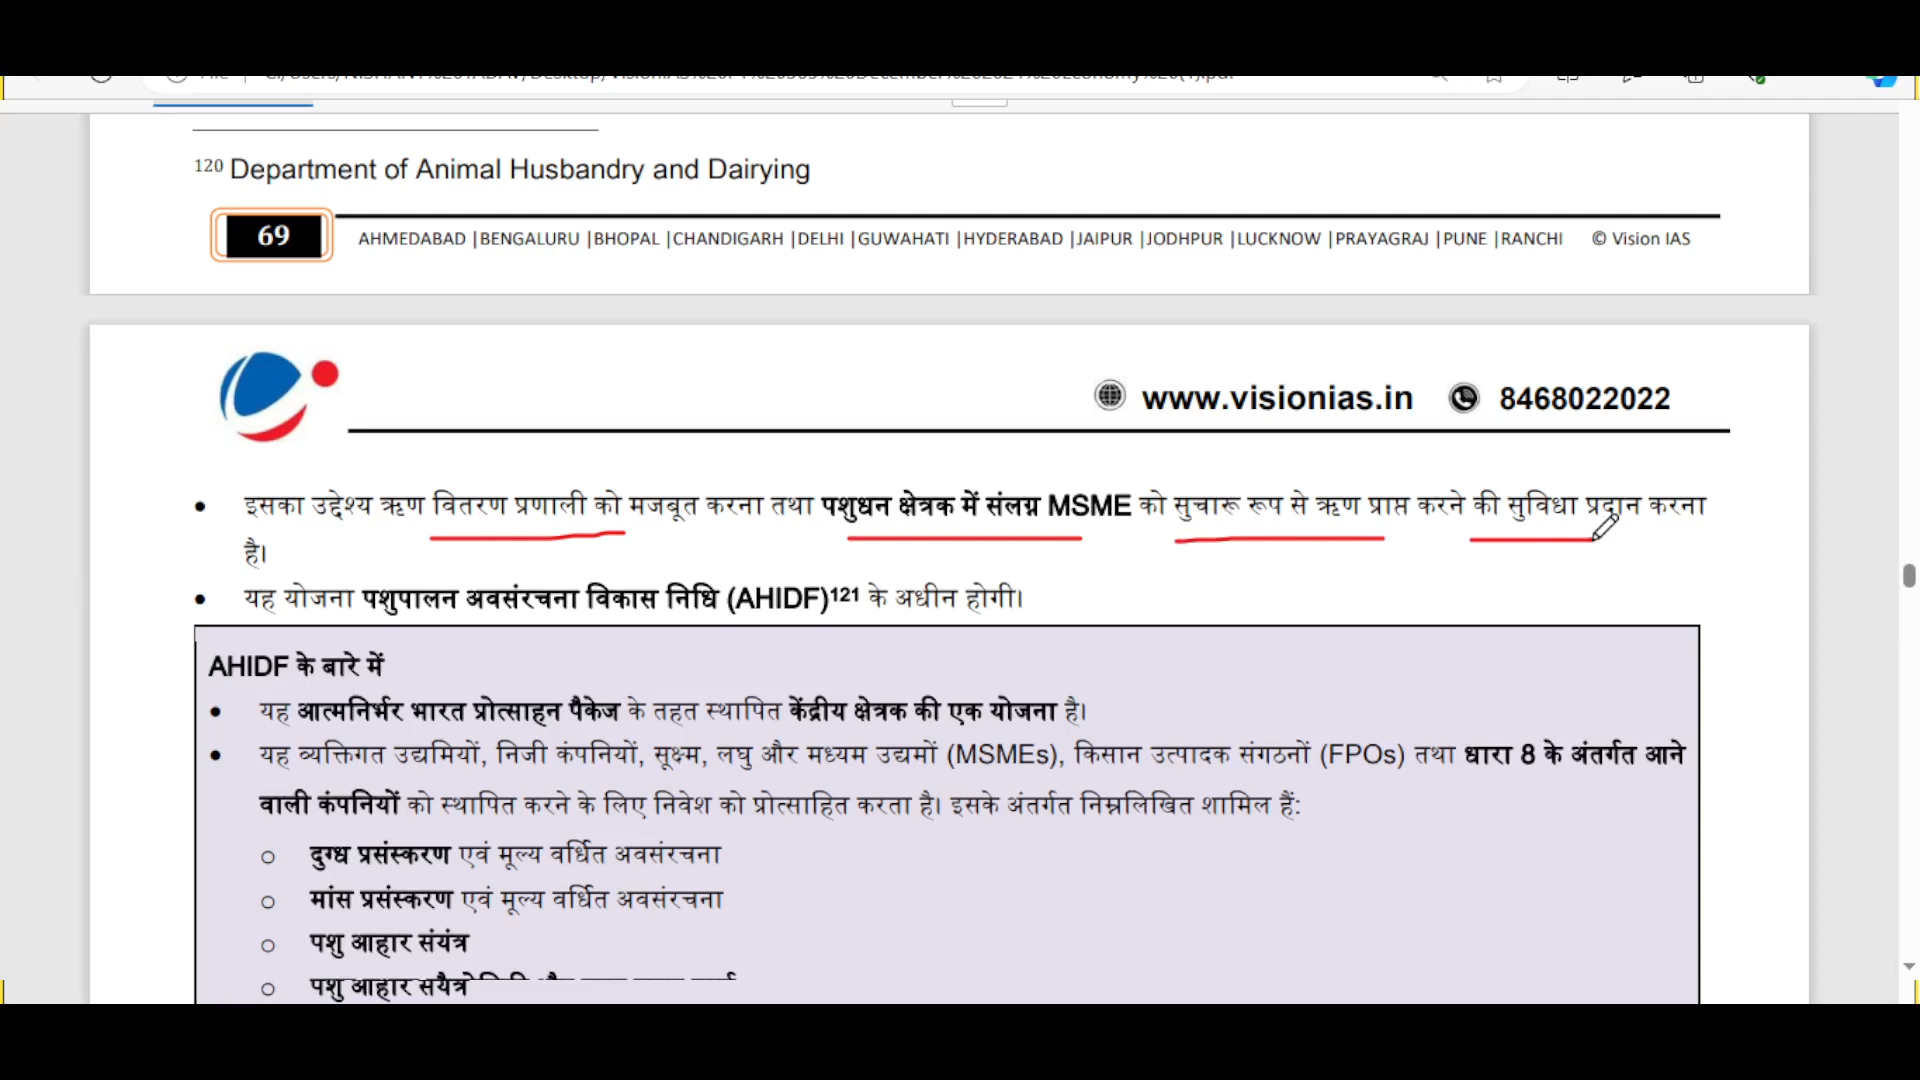 120 Department of Animal Husbandry and Dairying
69 AHMEDABAD |BENGALURU |BHOPAL |CHANDIGARH |DELHI |GUWAHATI |HYDERABAD |JAIPUR |JODHPUR |LUCKNOW |PRAYAGRAJ |PUNE |RANCHI © Vision IAS
www.visionias.in 8468022022
• इसका उद्देश्य ऋण वितरण प्रणाली को मजबूत करना तथा पशुधन क्षेत्रक में संलग्न MSME को सुचारू रूप से ऋण प्राप्त करने की सुविधा प्रदान करना
है।
• यह योजना पशुपालन अवसंरचना विकास निधि (AHIDF)121 के अधीन होगी।
AHIDF के बारे में
• यह आत्मनिर्भर भारत प्रोत्साहन पैकेज के तहत स्थापित केंद्रीय क्षेत्रक की एक योजना है।
• यह व्यक्तिगत उद्यमियों, निजी कंपनियों, सूक्ष्म, लघु और मध्यम उद्यमों (MSMEs), किसान उत्पादक संगठनों (FPOs) तथा धारा 8 के अंतर्गत आने
वाली कंपनियों को स्थापित करने के लिए निवेश को प्रोत्साहित करता है। इसके अंतर्गत निम्नलिखित शामिल हैं:
○ दुग्ध प्रसंस्करण एवं मूल्य वर्धित अवसंरचना
○ मांस प्रसंस्करण एवं मूल्य वर्धित अवसंरचना
○ पशु आहार संयंत्र
○ पशु आहार